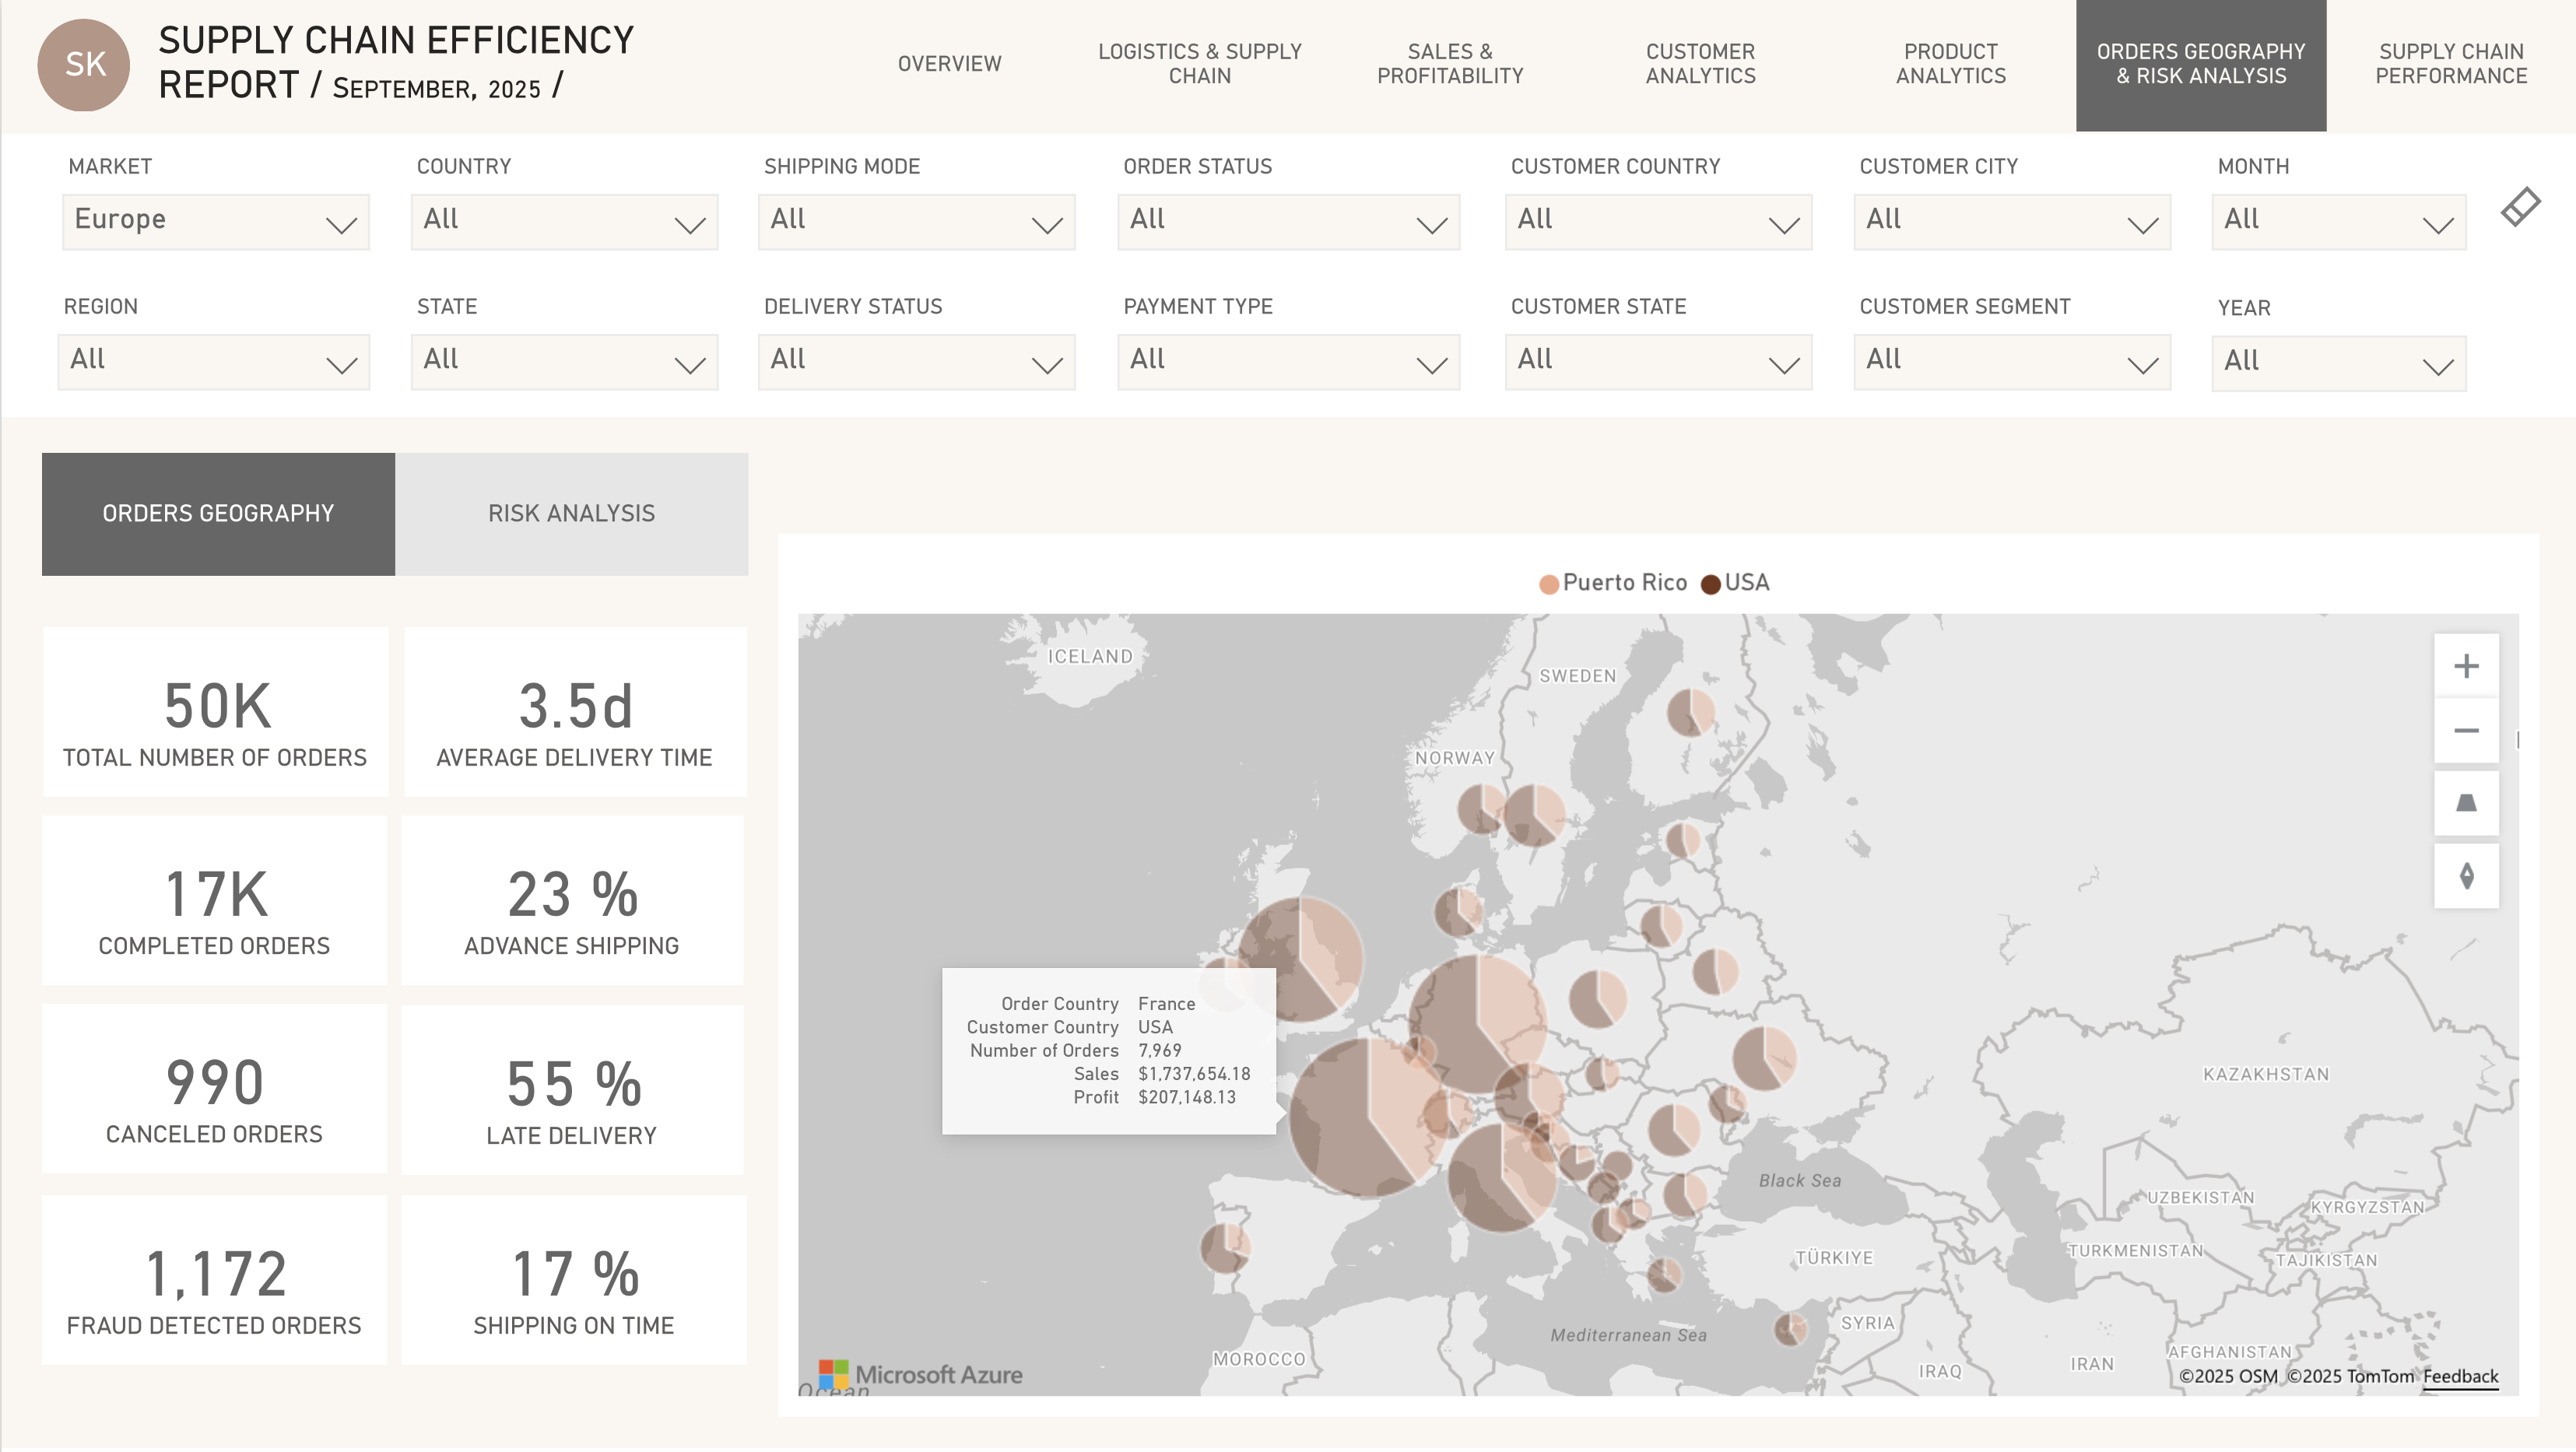 SK
SUPPLY CHAIN EFFICIENCY
REPORT / SEPTEMBER, 2025 /
OVERVIEW
LOGISTICS & SUPPLY
CHAIN
SALES &
PROFITABILITY
CUSTOMER
ANALYTICS
PRODUCT
ANALYTICS
ORDERS GEOGRAPHY
& RISK ANALYSIS
SUPPLY CHAIN
PERFORMANCE
MARKET
Europe
COUNTRY
All
SHIPPING MODE
All
ORDER STATUS
All
CUSTOMER COUNTRY
All
CUSTOMER CITY
All
MONTH
All
REGION
All
STATE
All
DELIVERY STATUS
All
PAYMENT TYPE
All
CUSTOMER STATE
All
CUSTOMER SEGMENT
All
YEAR
All
ORDERS GEOGRAPHY
RISK ANALYSIS
50K
TOTAL NUMBER OF ORDERS
3.5d
AVERAGE DELIVERY TIME
17K
COMPLETED ORDERS
23 %
ADVANCE SHIPPING
990
CANCELED ORDERS
55 %
LATE DELIVERY
1,172
FRAUD DETECTED ORDERS
17 %
SHIPPING ON TIME
Puerto Rico
USA
ICELAND
SWEDEN
NORWAY
Order Country France
Customer Country USA
Number of Orders 7,969
Sales $1,737,654.18
Profit $207,148.13
KAZAKHSTAN
Black Sea
UZBEKISTAN
KYRGYZSTAN
TÜRKIYE
TURKMENISTAN
TAJIKISTAN
SYRIA
Mediterranean Sea
MOROCCO
IRAQ
IRAN
AFGHANISTAN
Microsoft Azure
Ocean
©2025 OSM ©2025 TomTom Feedback